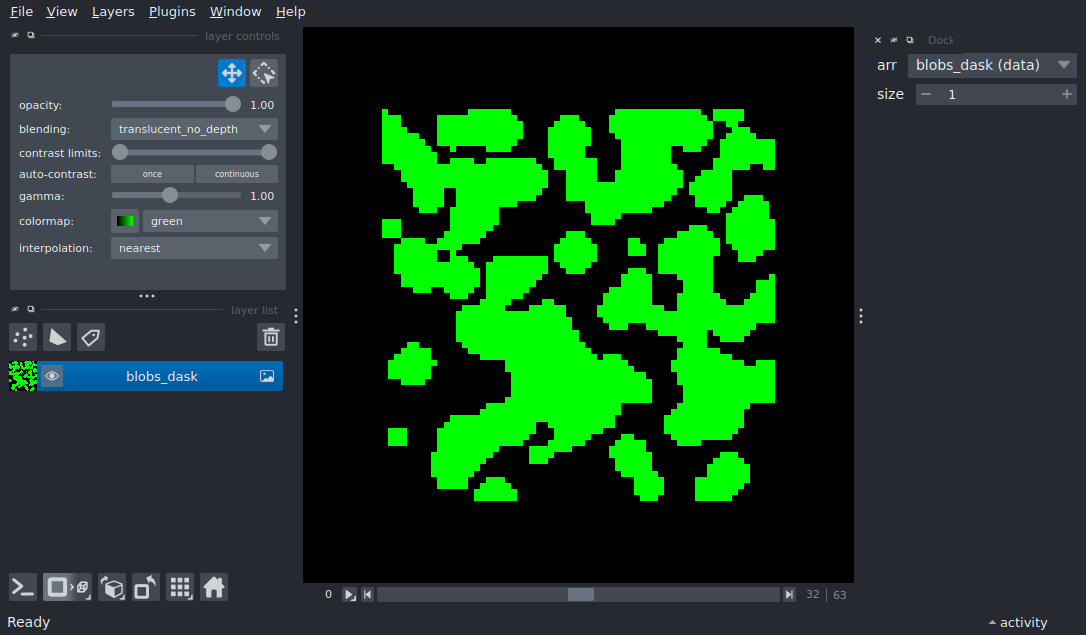 File View Layers Plugins Window Help
layer controls
opacity: 1.00
blending: translucent_no_depth
contrast limits:
auto-contrast: once continuous
gamma: 1.00
colormap: green
interpolation: nearest
layer list
blobs_dask
Dock
arr blobs_dask (data)
size 1
0 32 63
Ready
activity